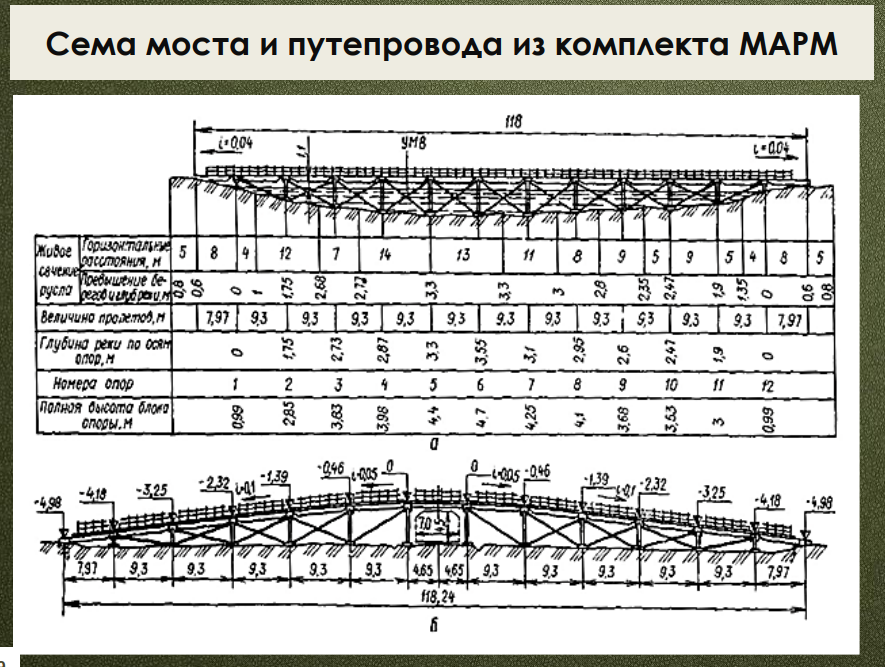 Сема моста и путепровода из комплекта МАРМ
118
i=0,04 1,1 УМВ i=0,04
Живое сечение русла
Горизонтальные расстояния, м 5 8 4 12 7 14 13 11 8 9 5 9 5 4 8 5
Превышение берегов и глуб реки, м 0,8 0,6 0 1 1,75 2,68 2,73 3,3 3,3 3 2,8 2,35 2,47 1,9 1,35 0 0,6 0,8
Величина пролетов, м 7,97 9,3 9,3 9,3 9,3 9,3 9,3 9,3 9,3 9,3 9,3 9,3 7,97
Глубина реки по осям опор, м 0 1,75 2,73 2,87 3,3 3,55 3,1 2,95 2,6 2,47 1,9 0
Номера опор 1 2 3 4 5 6 7 8 9 10 11 12
Полная высота блока опоры, м 0,99 2,85 3,83 3,98 4,4 4,7 4,25 4,1 3,68 3,53 3 0,99
а
-4,98 -4,18 -3,25 -2,32 i=0,1 -1,39 -0,46 i=0,05 0 0 i=0,05 -0,46 -1,39 i=0,1 -2,32 -3,25 -4,18 -4,98
7,0 4,5
7,97 9,3 9,3 9,3 9,3 9,3 4,65 4,65 9,3 9,3 9,3 9,3 9,3 7,97
118,24
б